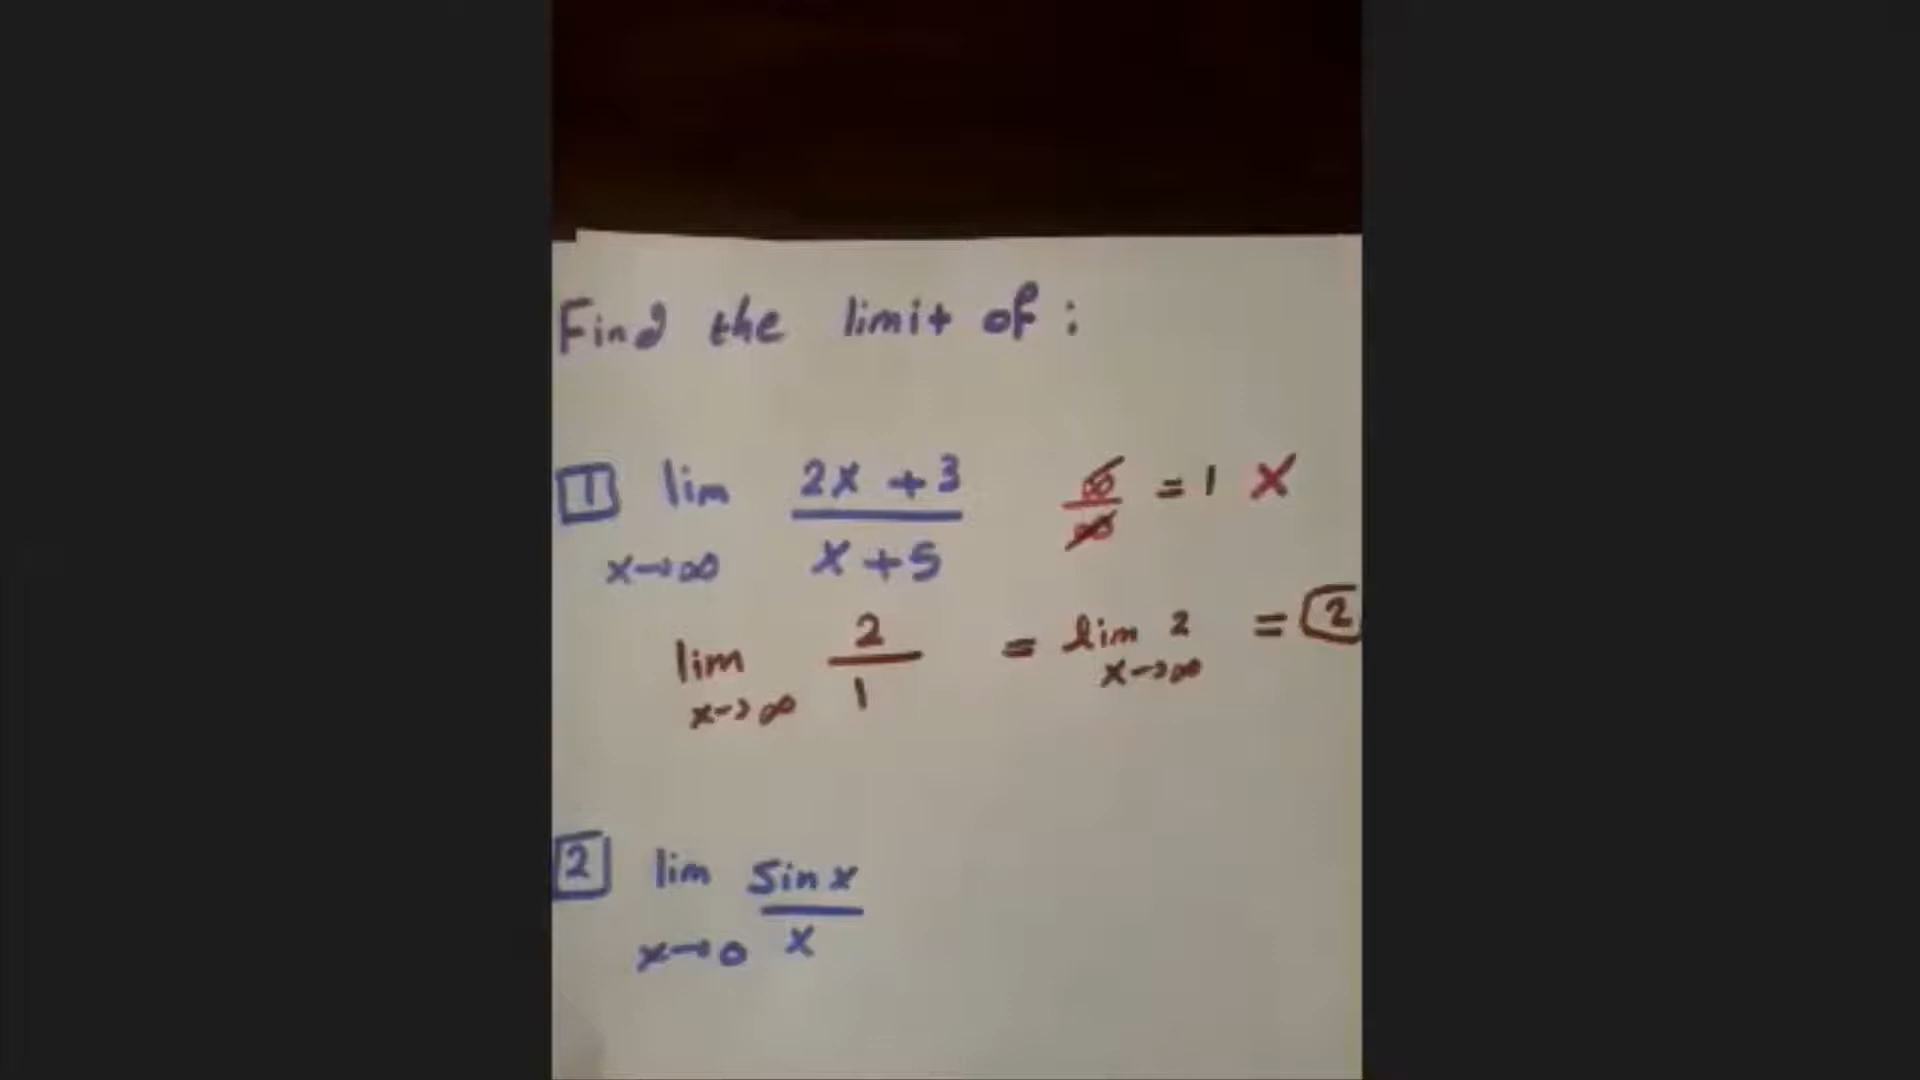 Find the limit of :
1 lim 2x + 3 ∞ = 1 X
x→∞ x + 5 ∞
lim 2 = lim 2 = 2
x→∞ 1 x→∞
2 lim sin x
x→0 x